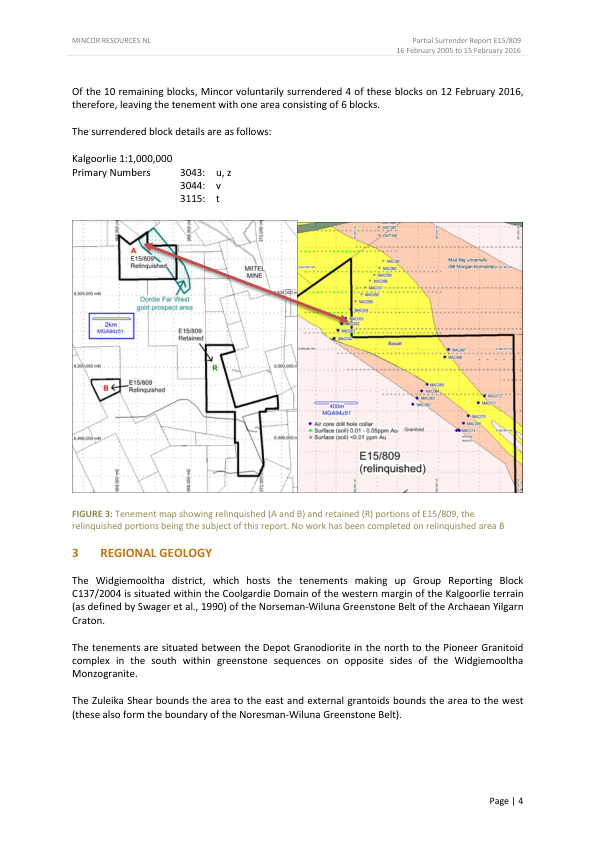 MINCOR RESOURCES NL
Partial Surrender Report E15/809
16 February 2005 to 15 February 2016
Of the 10 remaining blocks, Mincor voluntarily surrendered 4 of these blocks on 12 February 2016,
therefore, leaving the tenement with one area consisting of 6 blocks.
The surrendered block details are as follows:
Kalgoorlie 1:1,000,000
Primary Numbers 3043: u, z
3044: v
3115: t
A
E15/809
Relinquished
MIITEL
MINE
Dordie Far West
gold prospect area
2km
MGA94z51
E15/809
Retained
R
B
E15/809
Relinquished
Basalt
400m
MGA94z51
Air core drill hole collar
Surface (soil) 0.01 - 0.05ppm Au
Surface (soil) <0.01 ppm Au
Granitoid
E15/809
(relinquished)
FIGURE 3: Tenement map showing relinquished (A and B) and retained (R) portions of E15/809, the
relinquished portions being the subject of this report. No work has been completed on relinquished area B
3 REGIONAL GEOLOGY
The Widgiemooltha district, which hosts the tenements making up Group Reporting Block
C137/2004 is situated within the Coolgardie Domain of the western margin of the Kalgoorlie terrain
(as defined by Swager et al., 1990) of the Norseman-Wiluna Greenstone Belt of the Archaean Yilgarn
Craton.
The tenements are situated between the Depot Granodiorite in the north to the Pioneer Granitoid
complex in the south within greenstone sequences on opposite sides of the Widgiemooltha
Monzogranite.
The Zuleika Shear bounds the area to the east and external grantoids bounds the area to the west
(these also form the boundary of the Noresman-Wiluna Greenstone Belt).
Page | 4